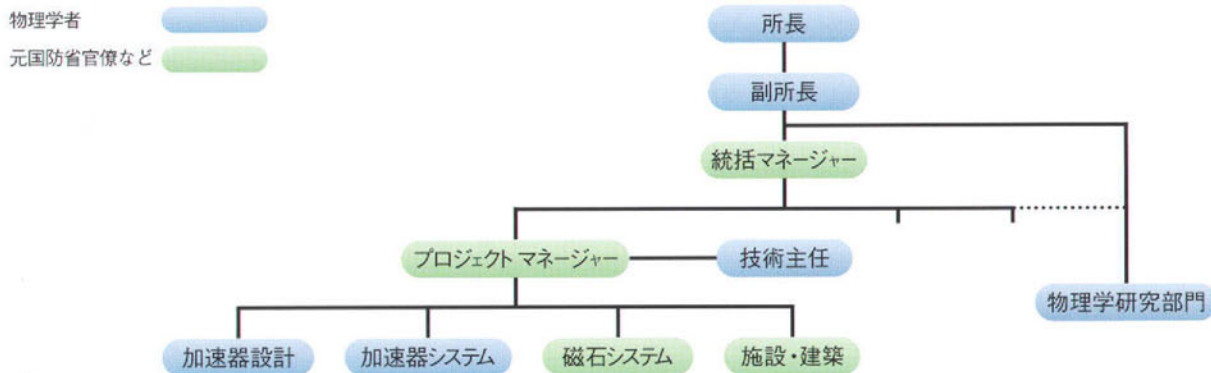 物理学者
元国防省官僚など
所長
副所長
統括マネージャー
プロジェクトマネージャー
技術主任
物理学研究部門
加速器設計
加速器システム
磁石システム
施設・建築